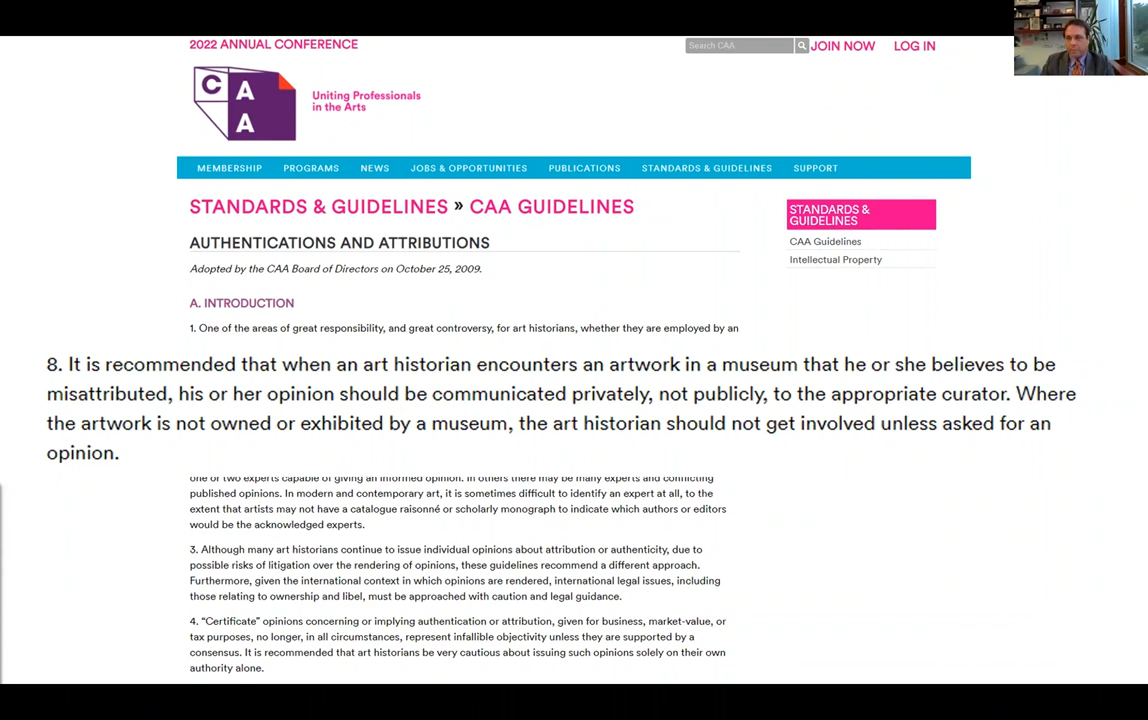 2022 ANNUAL CONFERENCE
Search CAA
JOIN NOW
LOG IN
C A
A
Uniting Professionals
in the Arts
MEMBERSHIP PROGRAMS NEWS JOBS & OPPORTUNITIES PUBLICATIONS STANDARDS & GUIDELINES SUPPORT
STANDARDS & GUIDELINES » CAA GUIDELINES
STANDARDS &
GUIDELINES
CAA Guidelines
Intellectual Property
AUTHENTICATIONS AND ATTRIBUTIONS
Adopted by the CAA Board of Directors on October 25, 2009.
A. INTRODUCTION
1. One of the areas of great responsibility, and great controversy, for art historians, whether they are employed by an
8. It is recommended that when an art historian encounters an artwork in a museum that he or she believes to be
misattributed, his or her opinion should be communicated privately, not publicly, to the appropriate curator. Where
the artwork is not owned or exhibited by a museum, the art historian should not get involved unless asked for an
opinion.
one or two experts capable of giving an informed opinion. In others there may be many experts and conflicting
published opinions. In modern and contemporary art, it is sometimes difficult to identify an expert at all, to the
extent that artists may not have a catalogue raisonné or scholarly monograph to indicate which authors or editors
would be the acknowledged experts.
3. Although many art historians continue to issue individual opinions about attribution or authenticity, due to
possible risks of litigation over the rendering of opinions, these guidelines recommend a different approach.
Furthermore, given the international context in which opinions are rendered, international legal issues, including
those relating to ownership and libel, must be approached with caution and legal guidance.
4. “Certificate” opinions concerning or implying authentication or attribution, given for business, market-value, or
tax purposes, no longer, in all circumstances, represent infallible objectivity unless they are supported by a
consensus. It is recommended that art historians be very cautious about issuing such opinions solely on their own
authority alone.